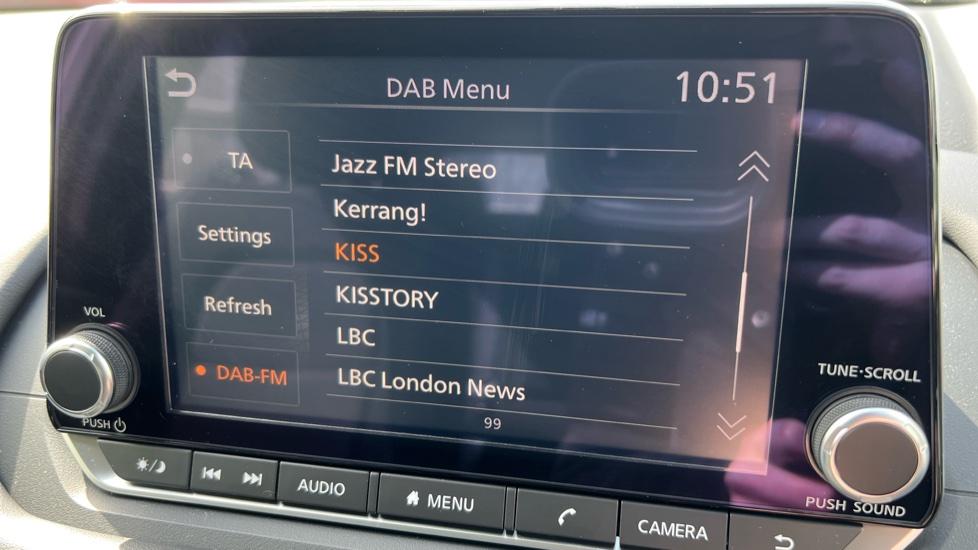 DAB Menu
10:51
TA
Settings
Refresh
DAB-FM
Jazz FM Stereo
Kerrang!
KISS
KISSTORY
LBC
LBC London News
99
VOL
PUSH
TUNE·SCROLL
PUSH SOUND
AUDIO
MENU
CAMERA